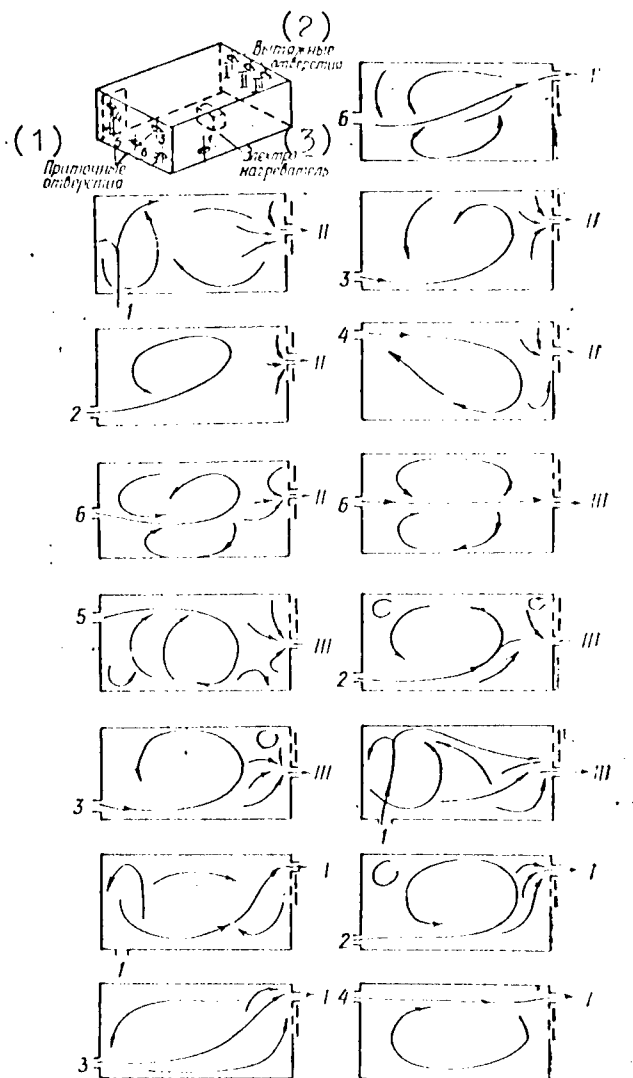 (2)
Вытяжные
отверстия
(1)
Приточные
отверстия
(3)
Электро-
нагреватель
6 I
1 II
3 II
2 II
4 II
6 II
6 III
5 III
2 III
3 III
1 III
1 I
2 I
3 I
4 I